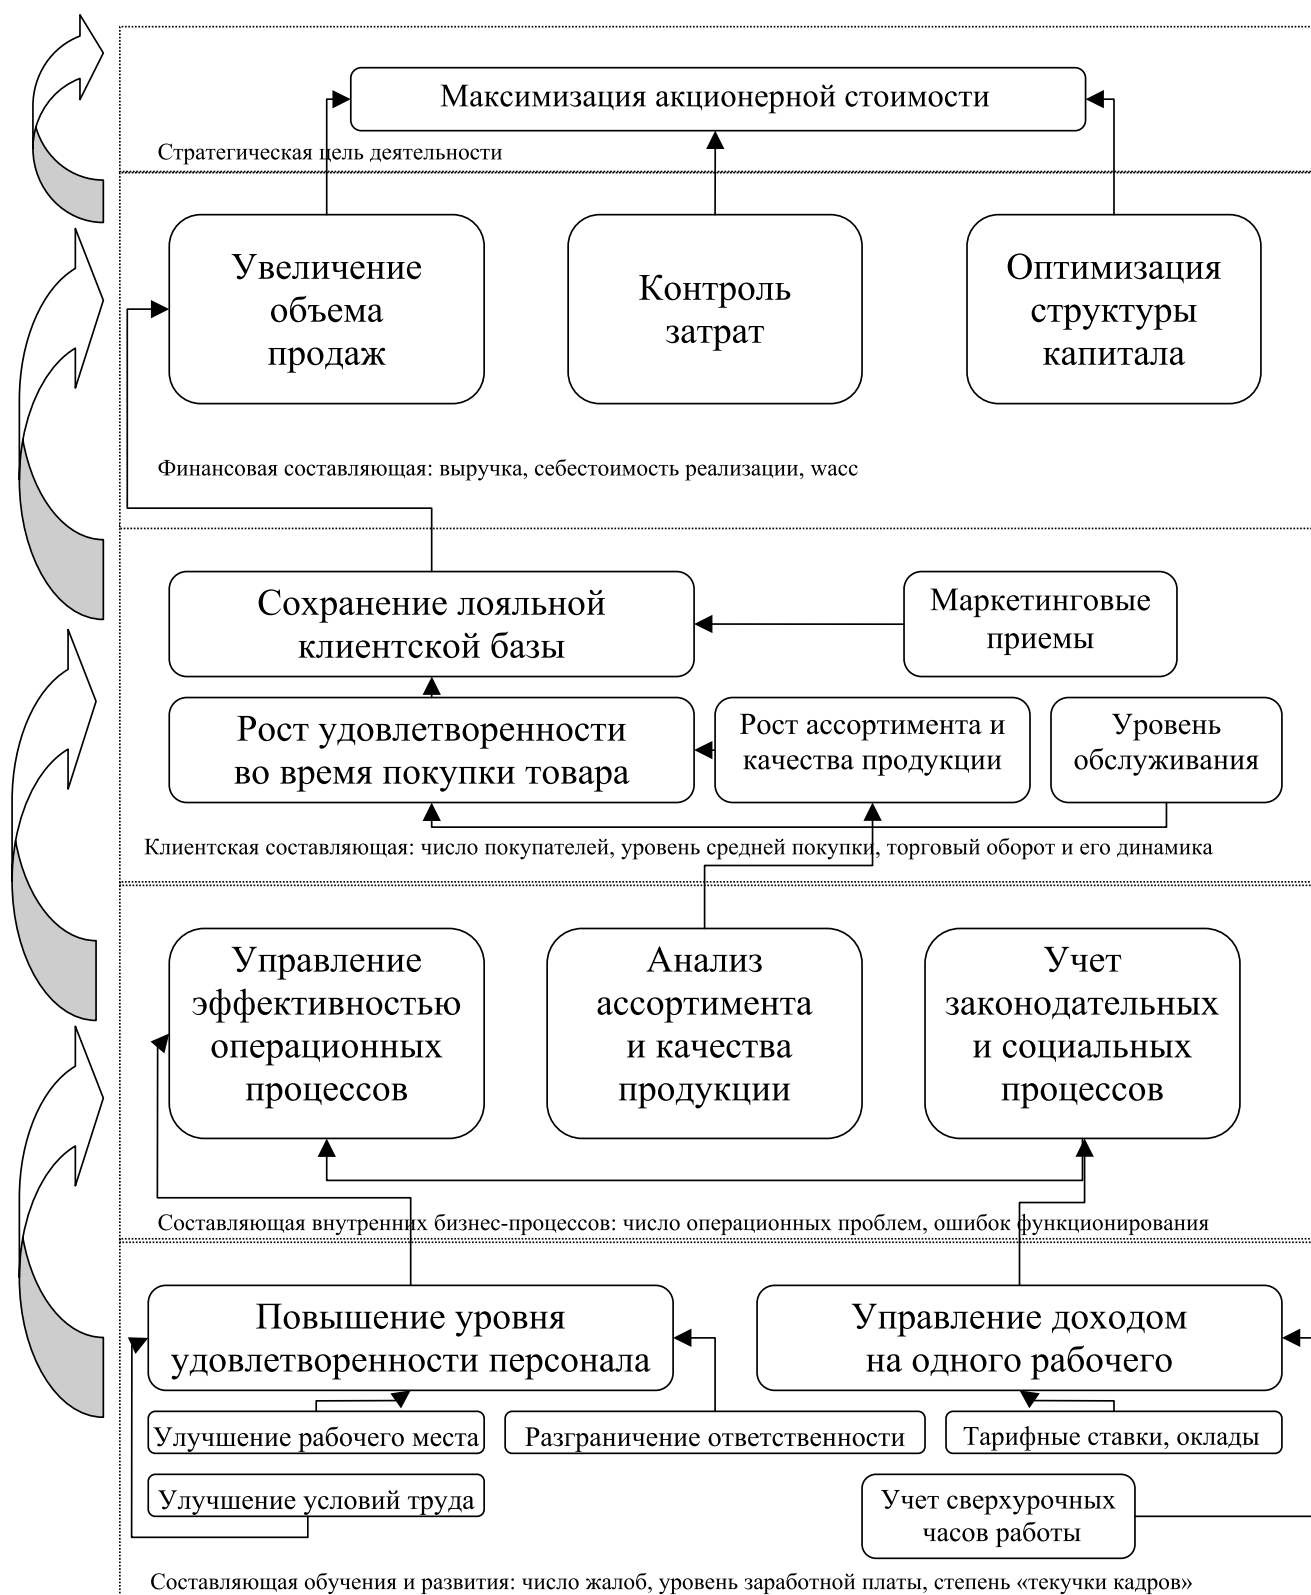 Максимизация акционерной стоимости
Стратегическая цель деятельности
Увеличение
объема
продаж
Контроль
затрат
Оптимизация
структуры
капитала
Финансовая составляющая: выручка, себестоимость реализации, wacc
Сохранение лояльной
клиентской базы
Маркетинговые
приемы
Рост удовлетворенности
во время покупки товара
Рост ассортимента и
качества продукции
Уровень
обслуживания
Клиентская составляющая: число покупателей, уровень средней покупки, торговый оборот и его динамика
Управление
эффективностью
операционных
процессов
Анализ
ассортимента
и качества
продукции
Учет
законодательных
и социальных
процессов
Составляющая внутренних бизнес-процессов: число операционных проблем, ошибок функционирования
Повышение уровня
удовлетворенности персонала
Управление доходом
на одного рабочего
Улучшение рабочего места
Разграничение ответственности
Тарифные ставки, оклады
Улучшение условий труда
Учет сверхурочных
часов работы
Составляющая обучения и развития: число жалоб, уровень заработной платы, степень «текучки кадров»